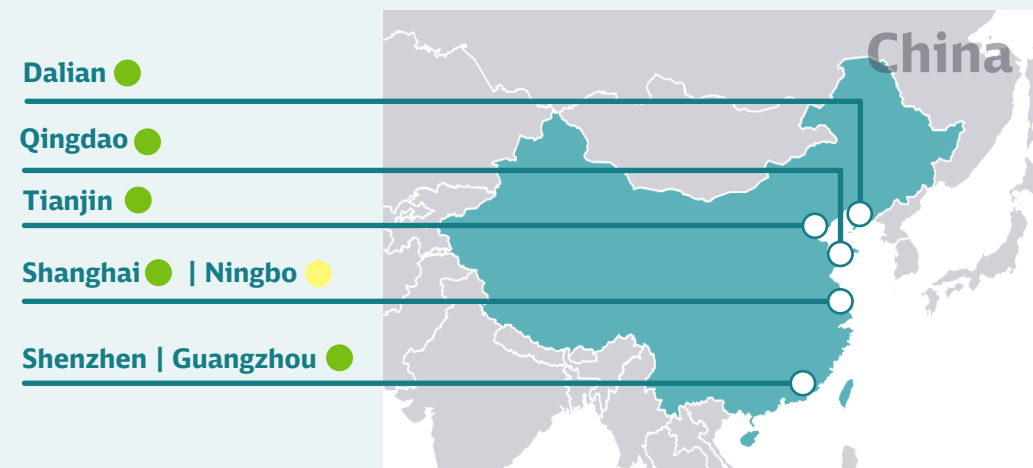 China
Dalian
Qingdao
Tianjin
Shanghai | Ningbo
Shenzhen | Guangzhou